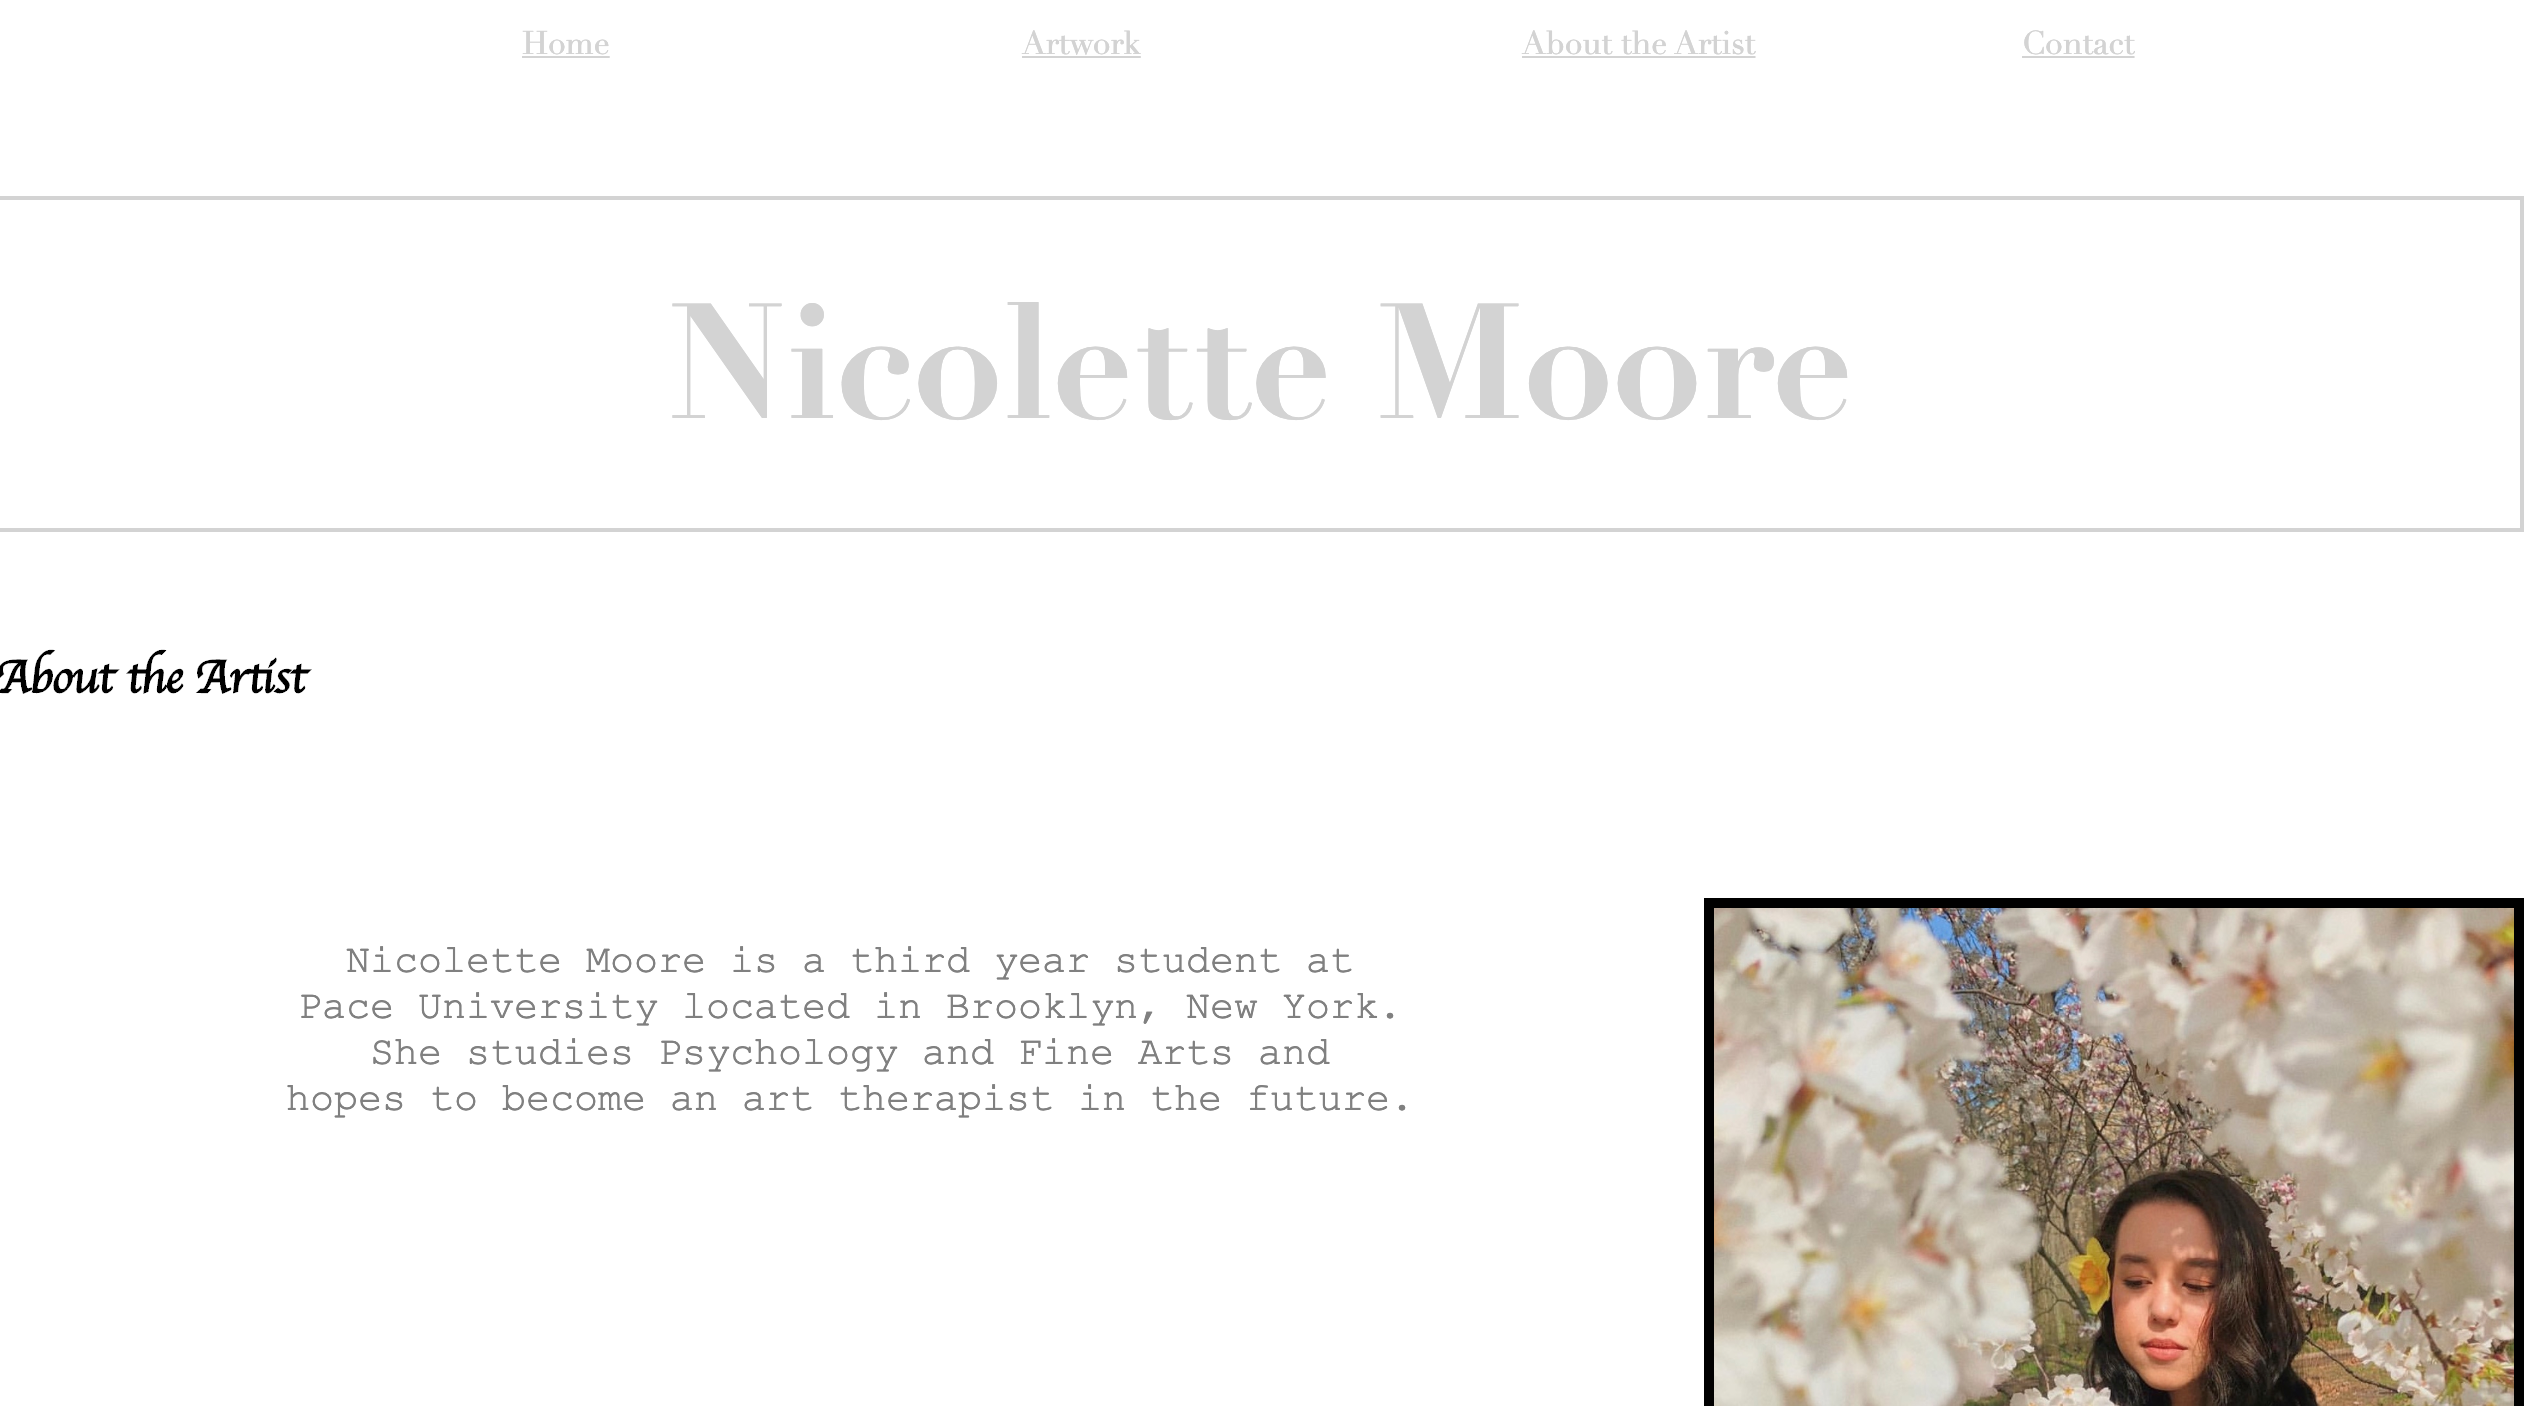 Home Artwork About the Artist Contact
Nicolette Moore
About the Artist
Nicolette Moore is a third year student at
Pace University located in Brooklyn, New York.
She studies Psychology and Fine Arts and
hopes to become an art therapist in the future.